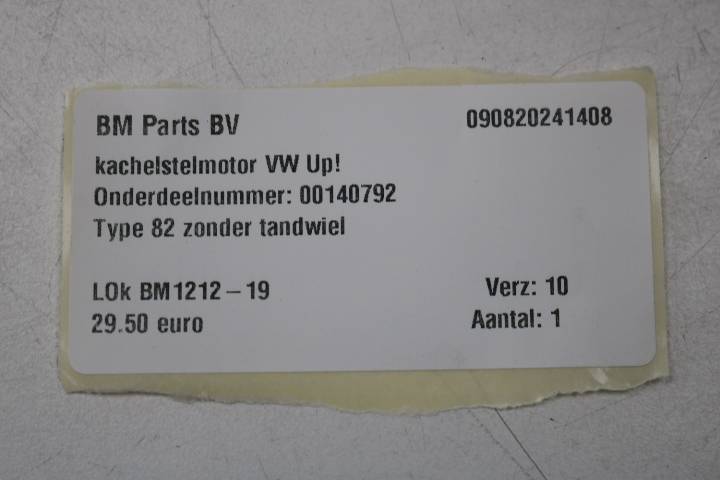 BM Parts BV 090820241408
kachelstelmotor VW Up!
Onderdeelnummer: 00140792
Type 82 zonder tandwiel
LOk BM1212-19 Verz: 10
29.50 euro Aantal: 1